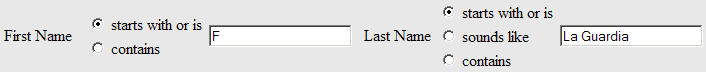 First Name
starts with or is
contains
F
Last Name
starts with or is
sounds like
contains
La Guardia